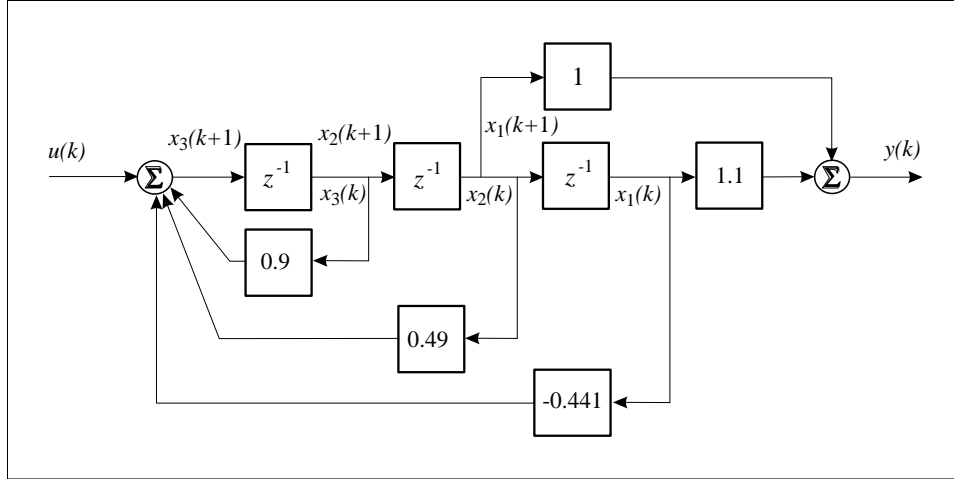 1
x₃(k+1)
x₂(k+1)
x₁(k+1)
u(k)
y(k)
Σ
z⁻¹
z⁻¹
z⁻¹
1.1
Σ
x₃(k)
x₂(k)
x₁(k)
0.9
0.49
-0.441